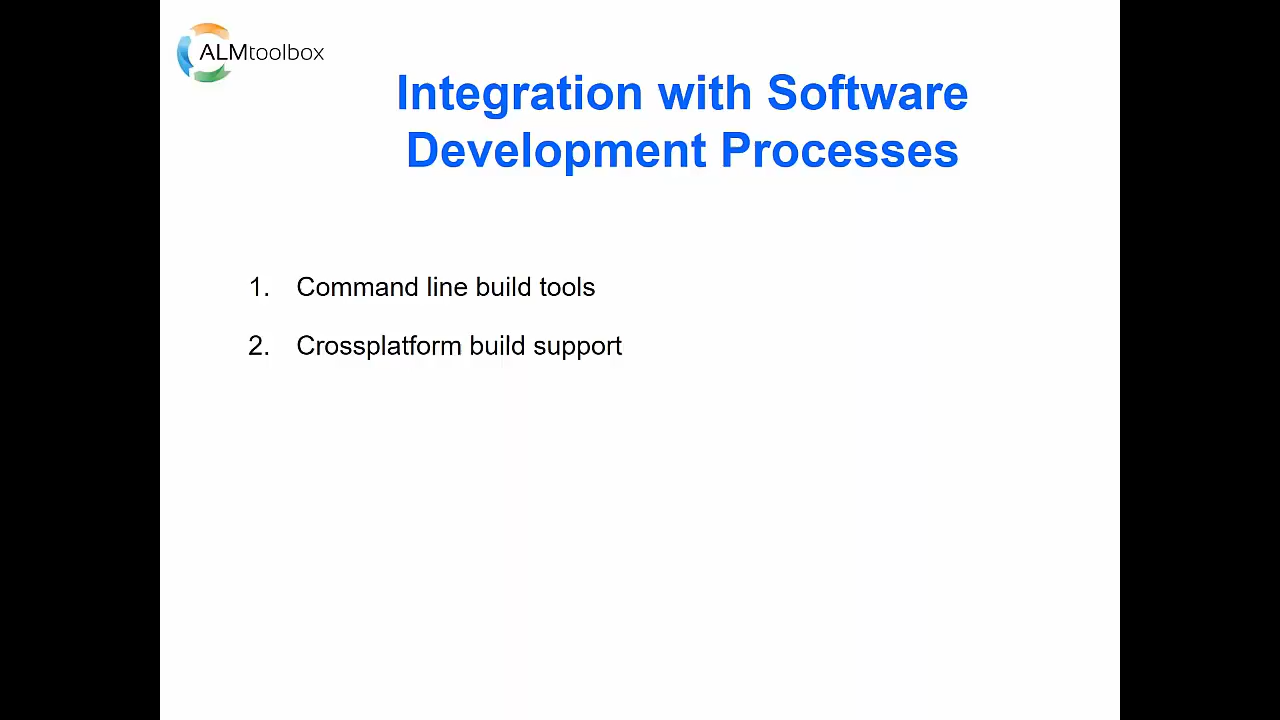 ALMtoolbox
Integration with Software
Development Processes
1. Command line build tools
2. Crossplatform build support